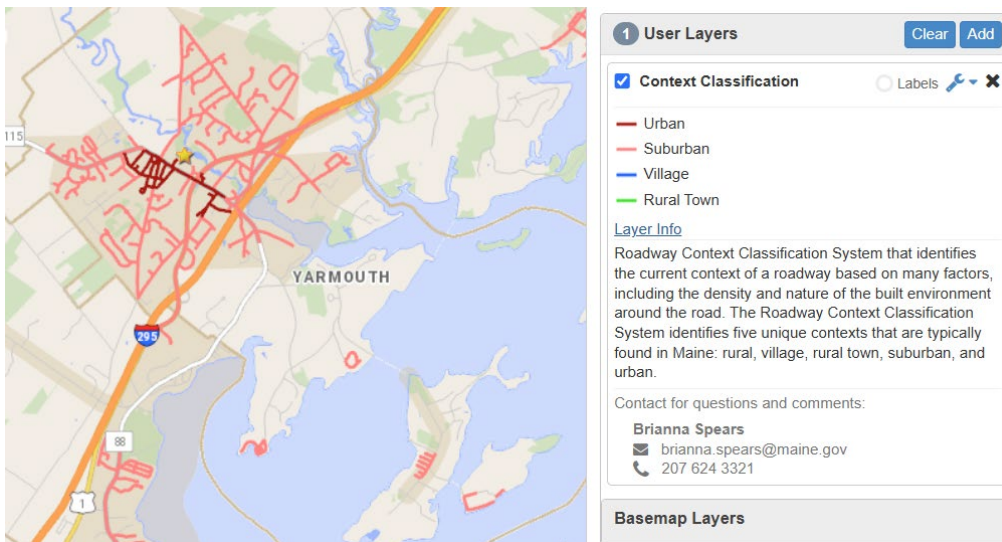 115
YARMOUTH
295
88
1
1 User Layers Clear Add
Context Classification Labels
Urban
Suburban
Village
Rural Town
Layer Info
Roadway Context Classification System that identifies
the current context of a roadway based on many factors,
including the density and nature of the built environment
around the road. The Roadway Context Classification
System identifies five unique contexts that are typically
found in Maine: rural, village, rural town, suburban, and
urban.
Contact for questions and comments:
Brianna Spears
brianna.spears@maine.gov
207 624 3321
Basemap Layers